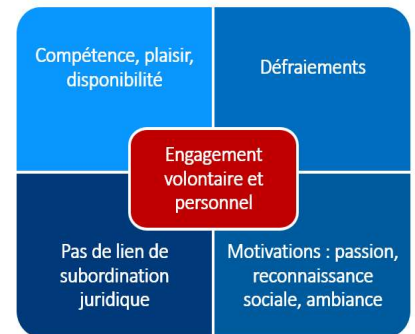 Compétence, plaisir,
disponibilité
Défraiements
Engagement
volontaire et
personnel
Pas de lien de
subordination
juridique
Motivations : passion,
reconnaissance
sociale, ambiance